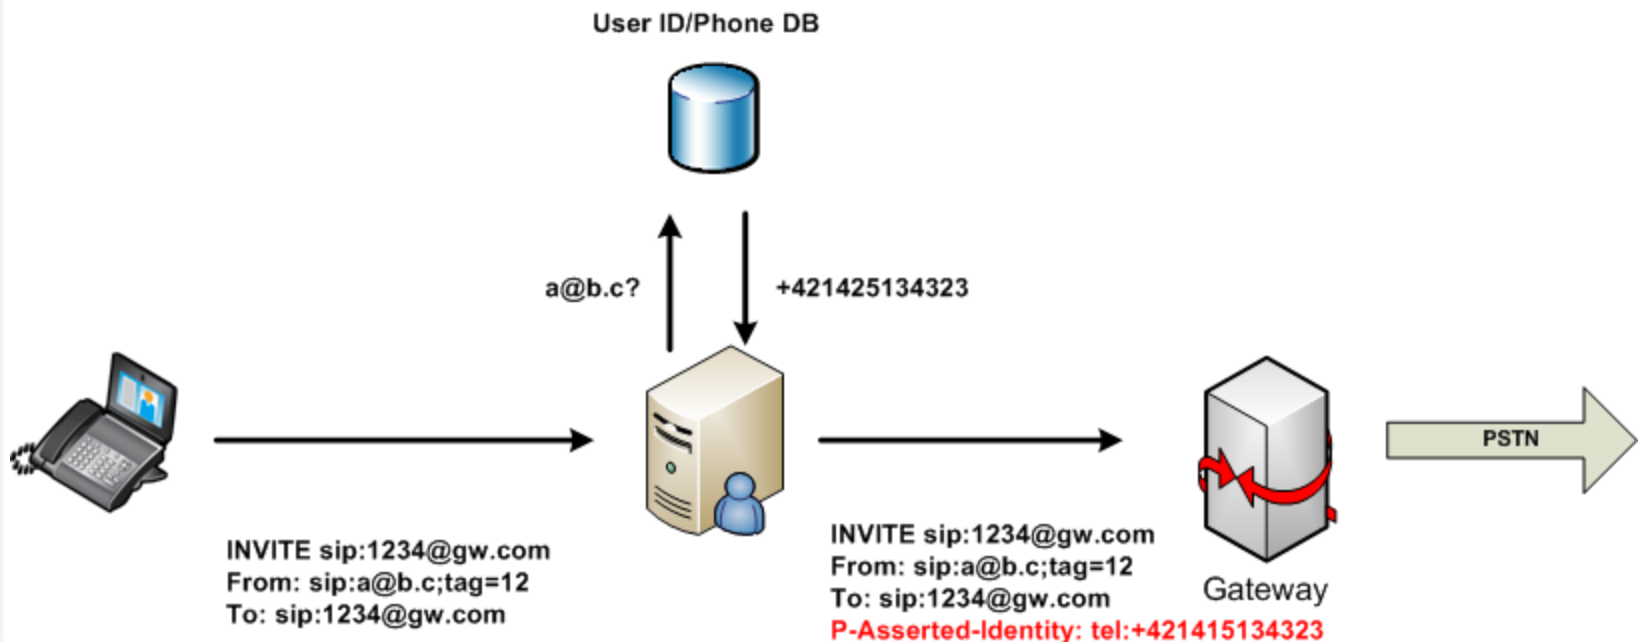 User ID/Phone DB
a@b.c?
+421425134323
PSTN
INVITE sip:1234@gw.com
From: sip:a@b.c;tag=12
To: sip:1234@gw.com
INVITE sip:1234@gw.com
From: sip:a@b.c;tag=12
To: sip:1234@gw.com
P-Asserted-Identity: tel:+421415134323
Gateway